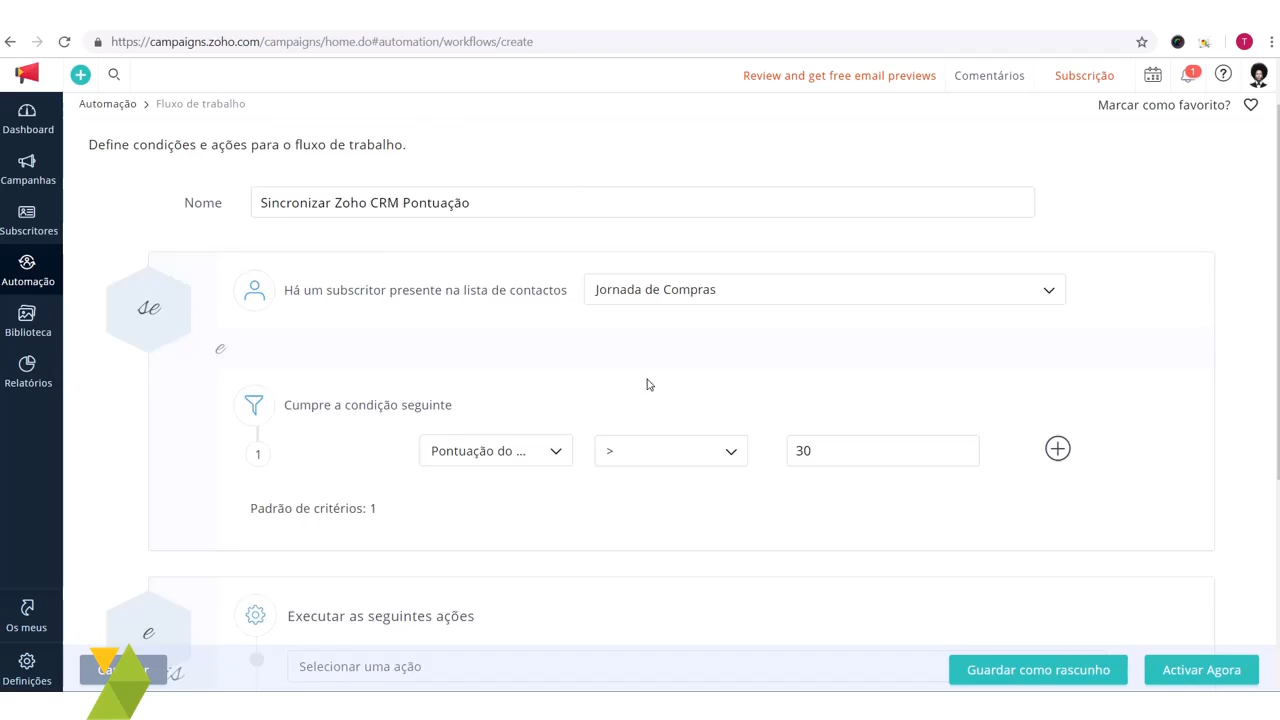 https://campaigns.zoho.com/campaigns/home.do#automation/workflows/create
T
Review and get free email previews
Comentários
Subscrição
1
?
Automação > Fluxo de trabalho
Marcar como favorito?
Dashboard
Campanhas
Subscritores
Automação
Biblioteca
Relatórios
Os meus
Definições
Define condições e ações para o fluxo de trabalho.
Nome
Sincronizar Zoho CRM Pontuação
se
Há um subscritor presente na lista de contactos
Jornada de Compras
e
Cumpre a condição seguinte
1
Pontuação do ...
>
30
Padrão de critérios: 1
e
Executar as seguintes ações
Selecionar uma ação
Guardar como rascunho
Activar Agora